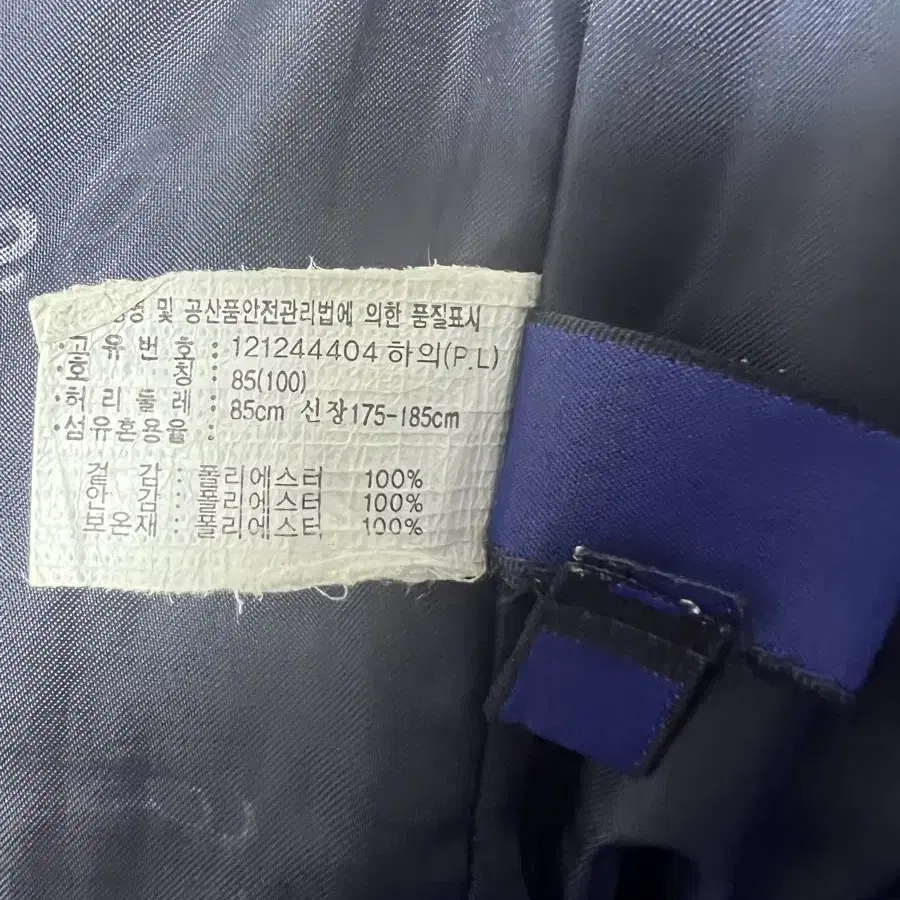 및 공산품안전관리법에 의한 품질표시
·고 유 번 호 : 121244404 하의(P.L)
·호 칭 : 85(100)
·허 리 둘 레 : 85cm 신장175-185cm
·섬유혼용율 :
겉 감 : 폴리에스터 100%
안 감 : 폴리에스터 100%
보온재 : 폴리에스터 100%